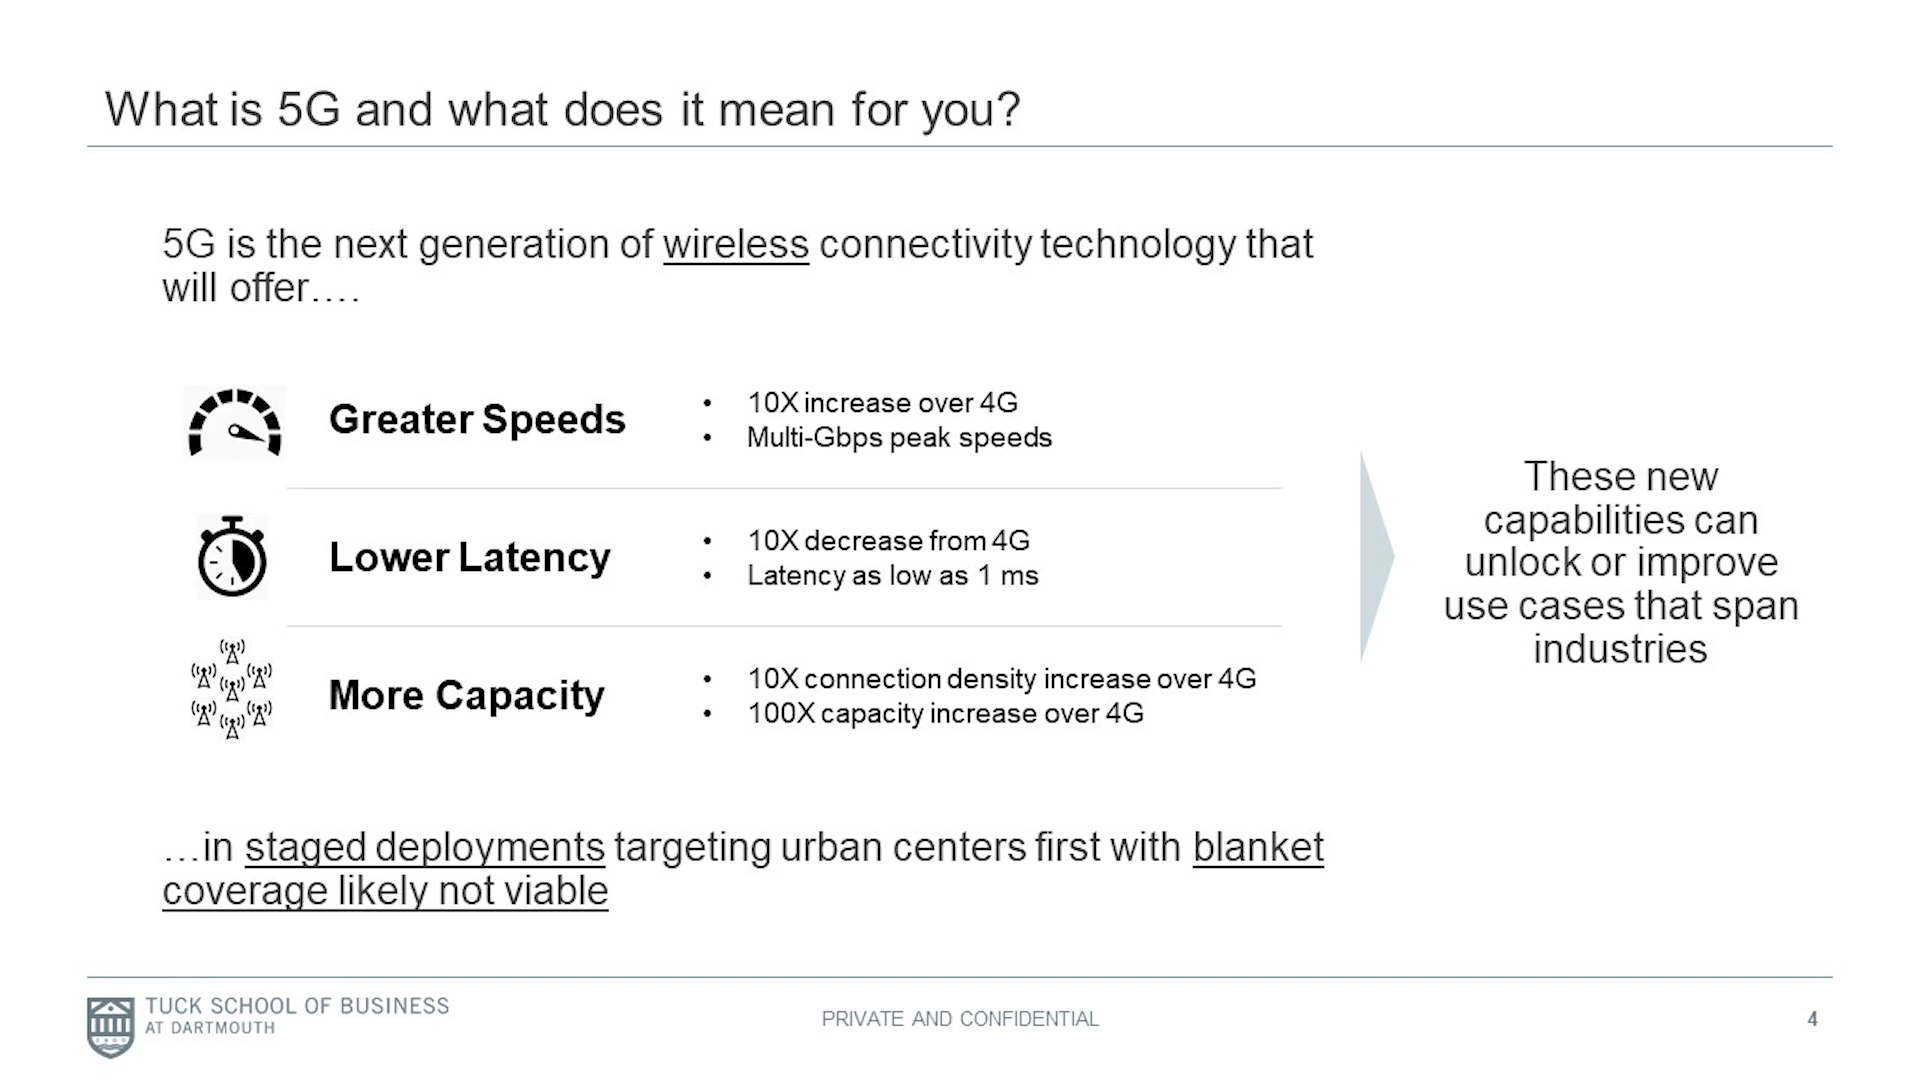 What is 5G and what does it mean for you?
5G is the next generation of wireless connectivity technology that
will offer….
Greater Speeds
• 10X increase over 4G
• Multi-Gbps peak speeds
Lower Latency
• 10X decrease from 4G
• Latency as low as 1 ms
More Capacity
• 10X connection density increase over 4G
• 100X capacity increase over 4G
These new
capabilities can
unlock or improve
use cases that span
industries
…in staged deployments targeting urban centers first with blanket
coverage likely not viable
TUCK SCHOOL OF BUSINESS
AT DARTMOUTH
PRIVATE AND CONFIDENTIAL
4